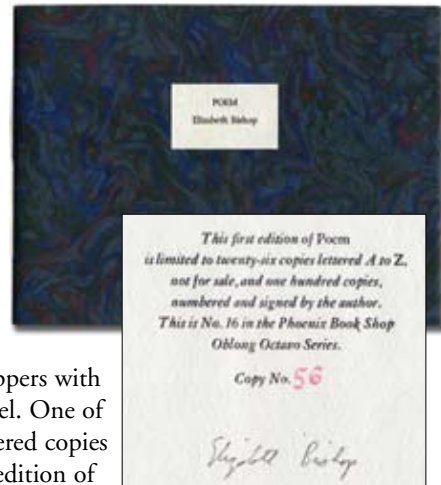 POEM
Elizabeth Bishop
This first edition of Poem
is limited to twenty-six copies lettered A to Z,
not for sale, and one hundred copies,
numbered and signed by the author.
This is No. 16 in the Phoenix Book Shop
Oblong Octavo Series.
Copy No. 56
Elizabeth Bishop
ppers with
el. One of
ered copies
edition of